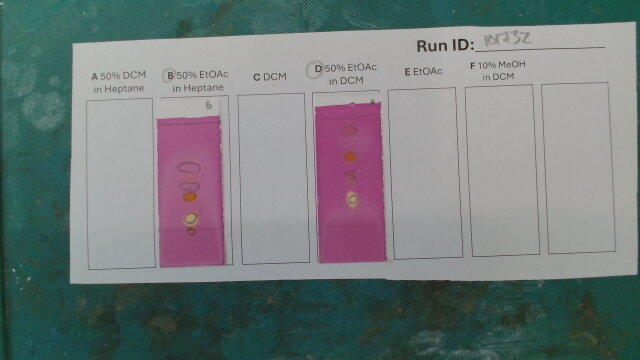 Run ID:
A 50% DCM
in Heptane
B 50% EtOAc
in Heptane
C DCM
D 50% EtOAc
in DCM
E EtOAc
F 10% MeOH
in DCM
B